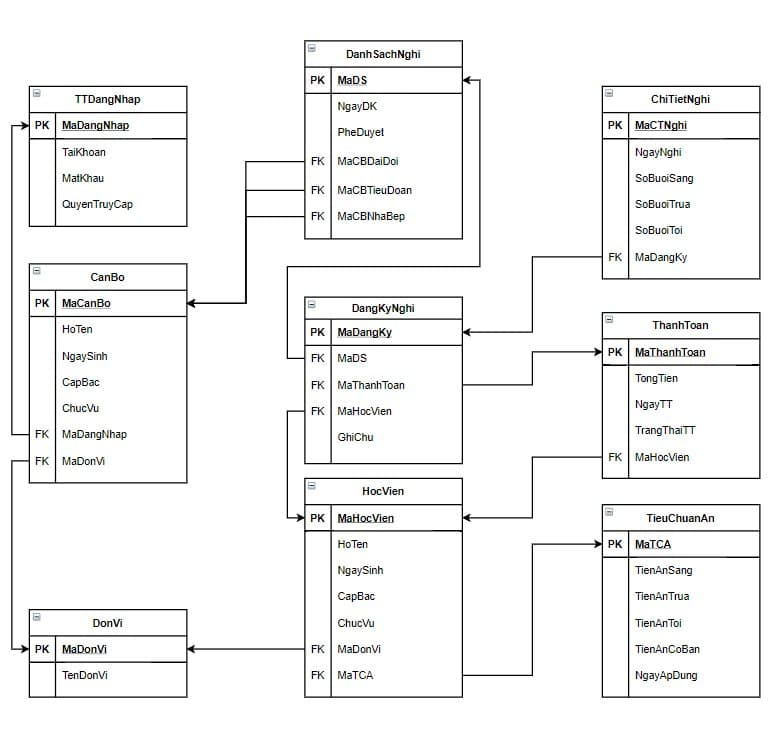 TTDangNhap
PK MaDangNhap
TaiKhoan
MatKhau
QuyenTruyCap
CanBo
PK MaCanBo
HoTen
NgaySinh
CapBac
ChucVu
FK MaDangNhap
FK MaDonVi
DonVi
PK MaDonVi
TenDonVi
DanhSachNghi
PK MaDS
NgayDK
PheDuyet
FK MaCBDaiDoi
FK MaCBTieuDoan
FK MaCBNhaBep
DangKyNghi
PK MaDangKy
FK MaDS
FK MaThanhToan
FK MaHocVien
GhiChu
HocVien
PK MaHocVien
HoTen
NgaySinh
CapBac
ChucVu
FK MaDonVi
FK MaTCA
ChiTietNghi
PK MaCTNghi
NgayNghi
SoBuoiSang
SoBuoiTrua
SoBuoiToi
FK MaDangKy
ThanhToan
PK MaThanhToan
TongTien
NgayTT
TrangThaiTT
FK MaHocVien
TieuChuanAn
PK MaTCA
TienAnSang
TienAnTrua
TienAnToi
TienAnCoBan
NgayApDung